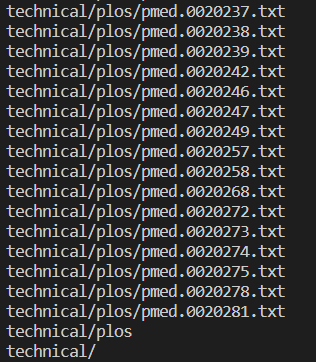 technical/plos/pmed.0020237.txt
technical/plos/pmed.0020238.txt
technical/plos/pmed.0020239.txt
technical/plos/pmed.0020242.txt
technical/plos/pmed.0020246.txt
technical/plos/pmed.0020247.txt
technical/plos/pmed.0020249.txt
technical/plos/pmed.0020257.txt
technical/plos/pmed.0020258.txt
technical/plos/pmed.0020268.txt
technical/plos/pmed.0020272.txt
technical/plos/pmed.0020273.txt
technical/plos/pmed.0020274.txt
technical/plos/pmed.0020275.txt
technical/plos/pmed.0020278.txt
technical/plos/pmed.0020281.txt
technical/plos
technical/